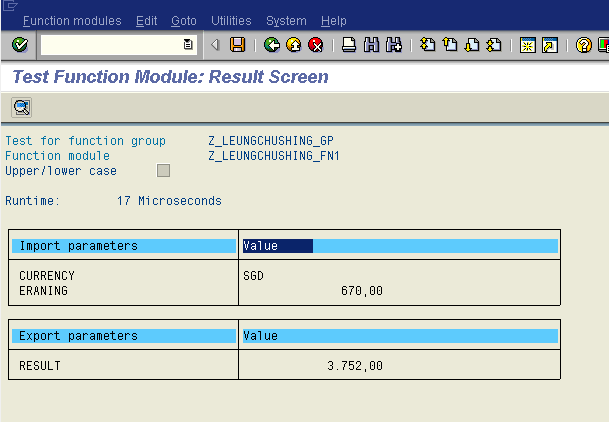 Function modules Edit Goto Utilities System Help
Test Function Module: Result Screen
Test for function group Z_LEUNGCHUSHING_GP
Function module Z_LEUNGCHUSHING_FN1
Upper/lower case
Runtime: 17 Microseconds
Import parameters Value
CURRENCY SGD
ERANING 670,00
Export parameters Value
RESULT 3.752,00